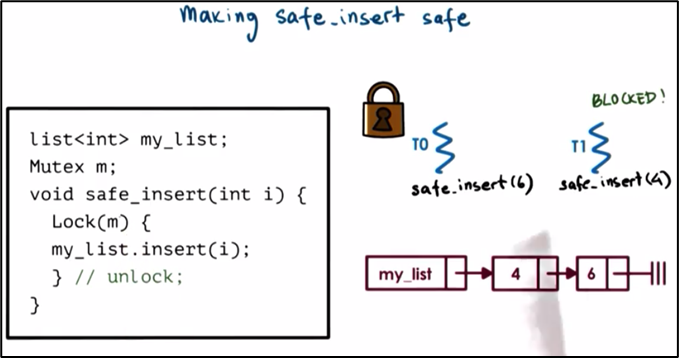 Making safe_insert safe
list<int> my_list;
Mutex m;
void safe_insert(int i) {
Lock(m) {
my_list.insert(i);
} // unlock;
}
BLOCKED!
T0
T1
safe_insert(6)
safe_insert(4)
my_list
4
6